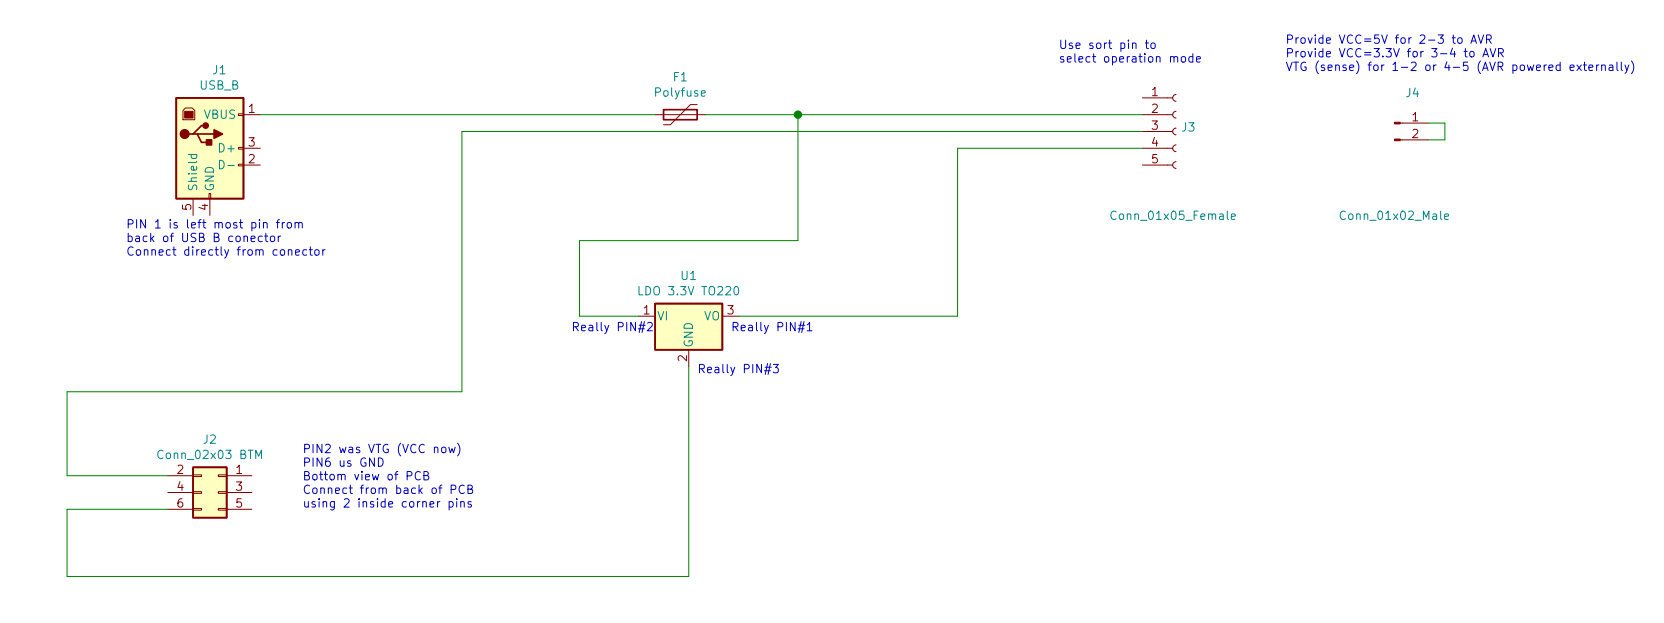 Use sort pin to
select operation mode
Provide VCC=5V for 2-3 to AVR
Provide VCC=3.3V for 3-4 to AVR
VTG (sense) for 1-2 or 4-5 (AVR powered externally)
J1
USB_B
VBUS
1
D+
3
D-
2
Shield
GND
5
4
PIN 1 is left most pin from
back of USB B conector
Connect directly from conector
F1
Polyfuse
1
2
3
4
5
J3
Conn_01x05_Female
J4
1
2
Conn_01x02_Male
U1
LDO 3.3V TO220
1
VI
VO
3
GND
2
Really PIN#2
Really PIN#1
Really PIN#3
J2
Conn_02x03 BTM
2
1
4
3
6
5
PIN2 was VTG (VCC now)
PIN6 us GND
Bottom view of PCB
Connect from back of PCB
using 2 inside corner pins